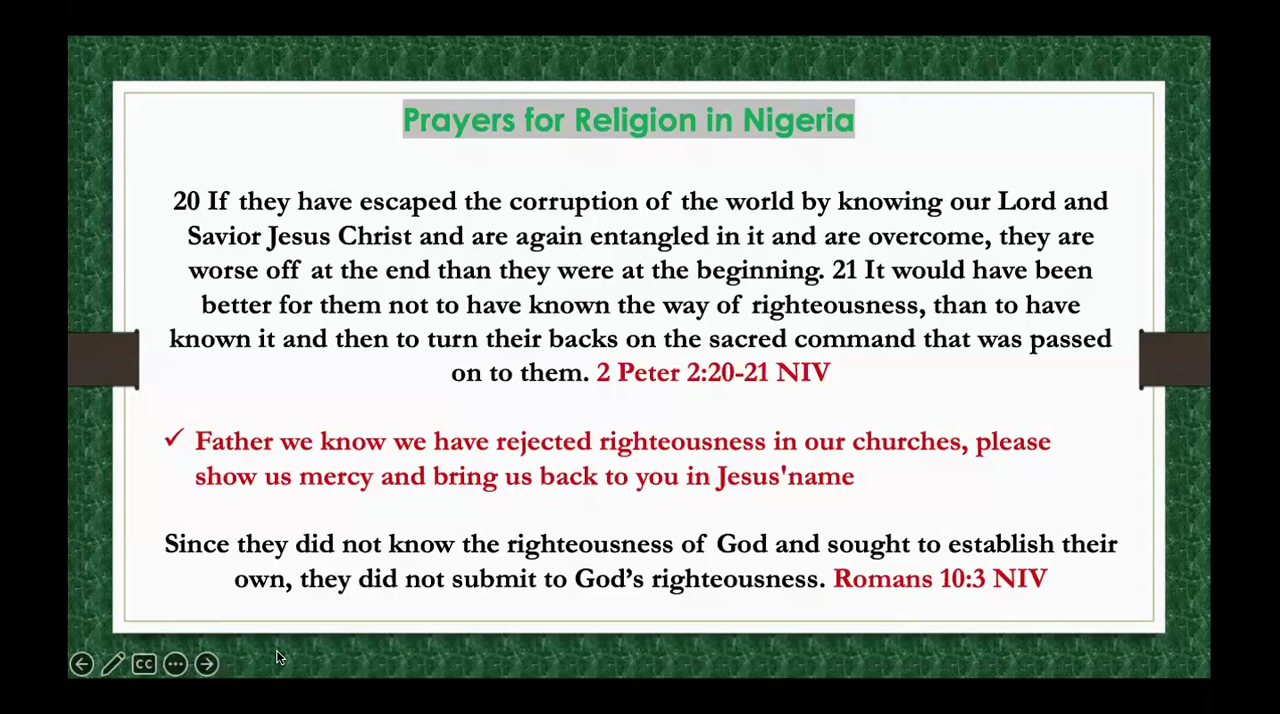 Prayers for Religion in Nigeria
20 If they have escaped the corruption of the world by knowing our Lord and
Savior Jesus Christ and are again entangled in it and are overcome, they are
worse off at the end than they were at the beginning. 21 It would have been
better for them not to have known the way of righteousness, than to have
known it and then to turn their backs on the sacred command that was passed
on to them. 2 Peter 2:20-21 NIV
✓ Father we know we have rejected righteousness in our churches, please
show us mercy and bring us back to you in Jesus'name
Since they did not know the righteousness of God and sought to establish their
own, they did not submit to God’s righteousness. Romans 10:3 NIV
CC